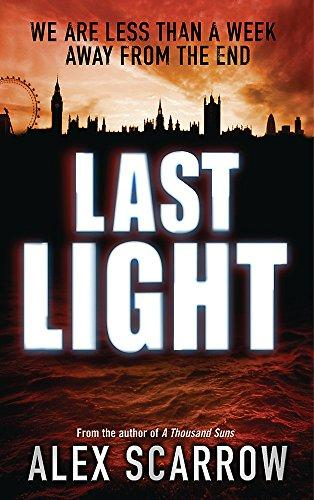 WE ARE LESS THAN A WEEK
AWAY FROM THE END
LAST
LIGHT
From the author of A Thousand Suns
ALEX SCARROW